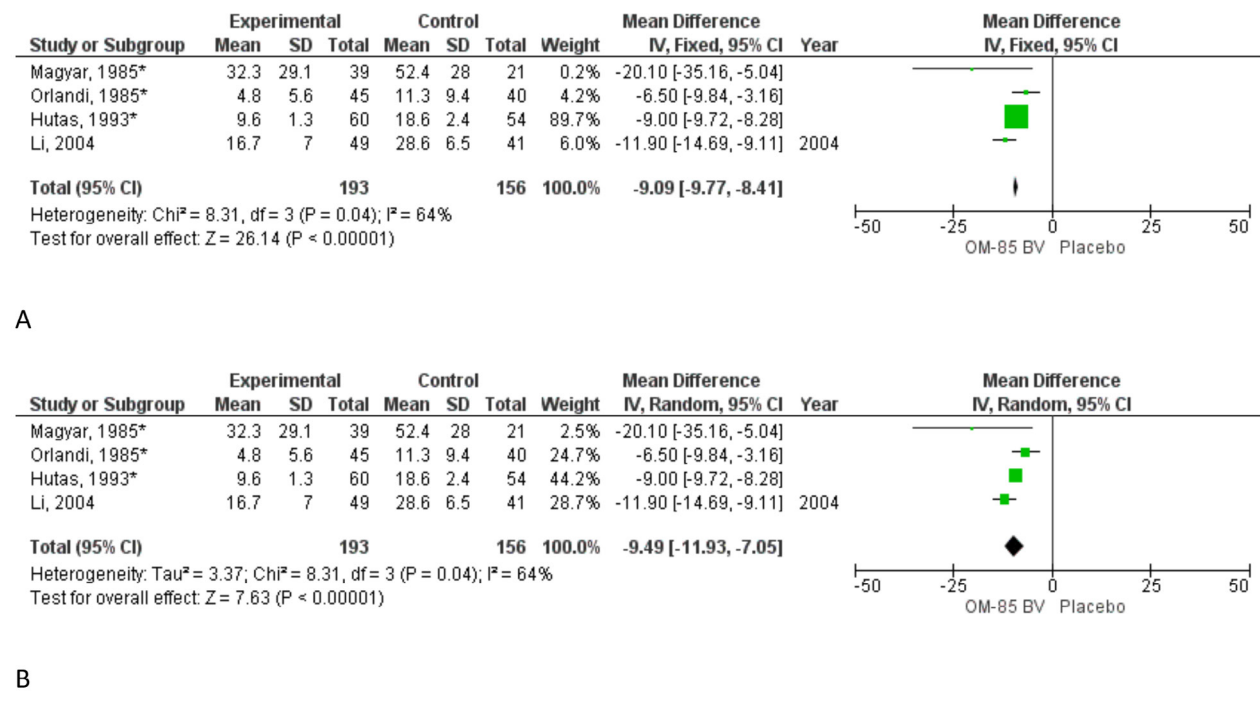 Experimental Control Mean Difference Mean Difference
Study or Subgroup Mean SD Total Mean SD Total Weight IV, Fixed, 95% CI Year IV, Fixed, 95% CI
Magyar, 1985* 32.3 29.1 39 52.4 28 21 0.2% -20.10 [-35.16, -5.04]
Orlandi, 1985* 4.8 5.6 45 11.3 9.4 40 4.2% -6.50 [-9.84, -3.16]
Hutas, 1993* 9.6 1.3 60 18.6 2.4 54 89.7% -9.00 [-9.72, -8.28]
Li, 2004 16.7 7 49 28.6 6.5 41 6.0% -11.90 [-14.69, -9.11] 2004
Total (95% CI) 193 156 100.0% -9.09 [-9.77, -8.41]
Heterogeneity: Chi² = 8.31, df = 3 (P = 0.04); I² = 64%
Test for overall effect: Z = 26.14 (P < 0.00001)
-50 -25 0 25 50
OM-85 BV Placebo
A
Experimental Control Mean Difference Mean Difference
Study or Subgroup Mean SD Total Mean SD Total Weight IV, Random, 95% CI Year IV, Random, 95% CI
Magyar, 1985* 32.3 29.1 39 52.4 28 21 2.5% -20.10 [-35.16, -5.04]
Orlandi, 1985* 4.8 5.6 45 11.3 9.4 40 24.7% -6.50 [-9.84, -3.16]
Hutas, 1993* 9.6 1.3 60 18.6 2.4 54 44.2% -9.00 [-9.72, -8.28]
Li, 2004 16.7 7 49 28.6 6.5 41 28.7% -11.90 [-14.69, -9.11] 2004
Total (95% CI) 193 156 100.0% -9.49 [-11.93, -7.05]
Heterogeneity: Tau² = 3.37; Chi² = 8.31, df = 3 (P = 0.04); I² = 64%
Test for overall effect: Z = 7.63 (P < 0.00001)
-50 -25 0 25 50
OM-85 BV Placebo
B